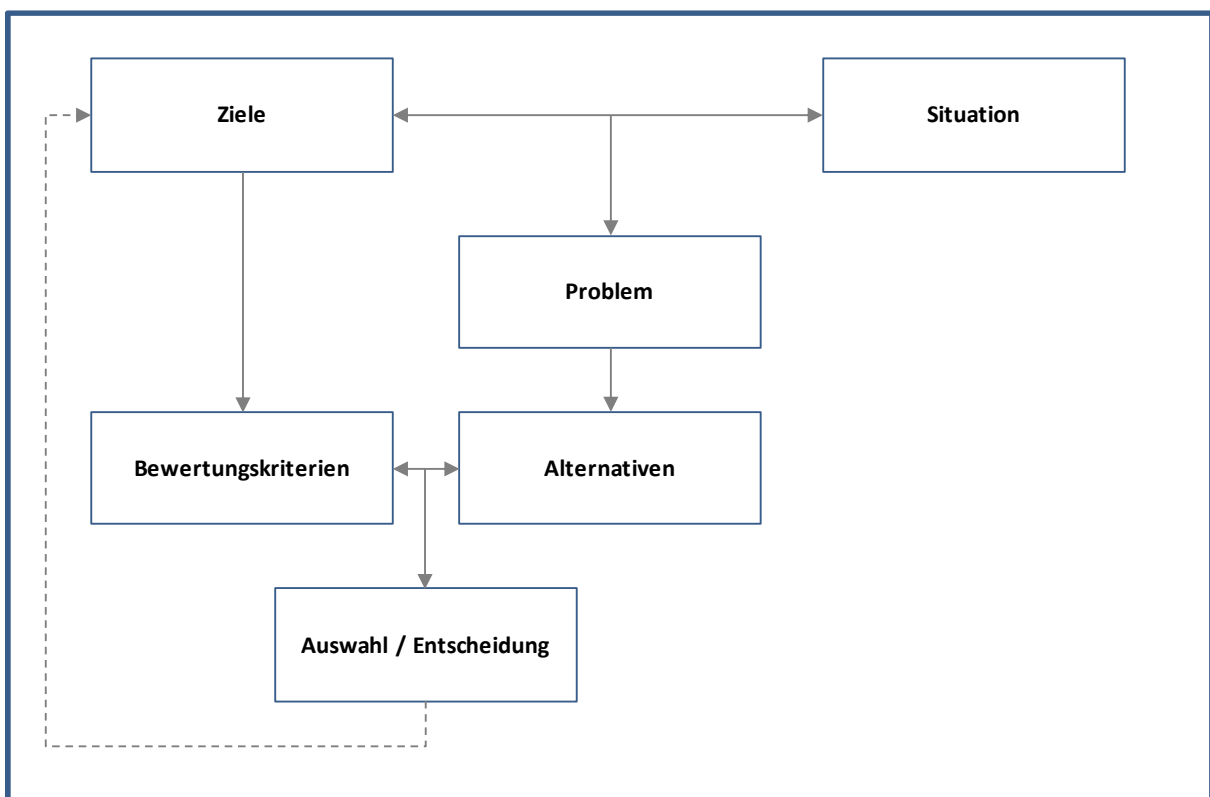 Ziele
Situation
Problem
Bewertungskriterien
Alternativen
Auswahl / Entscheidung